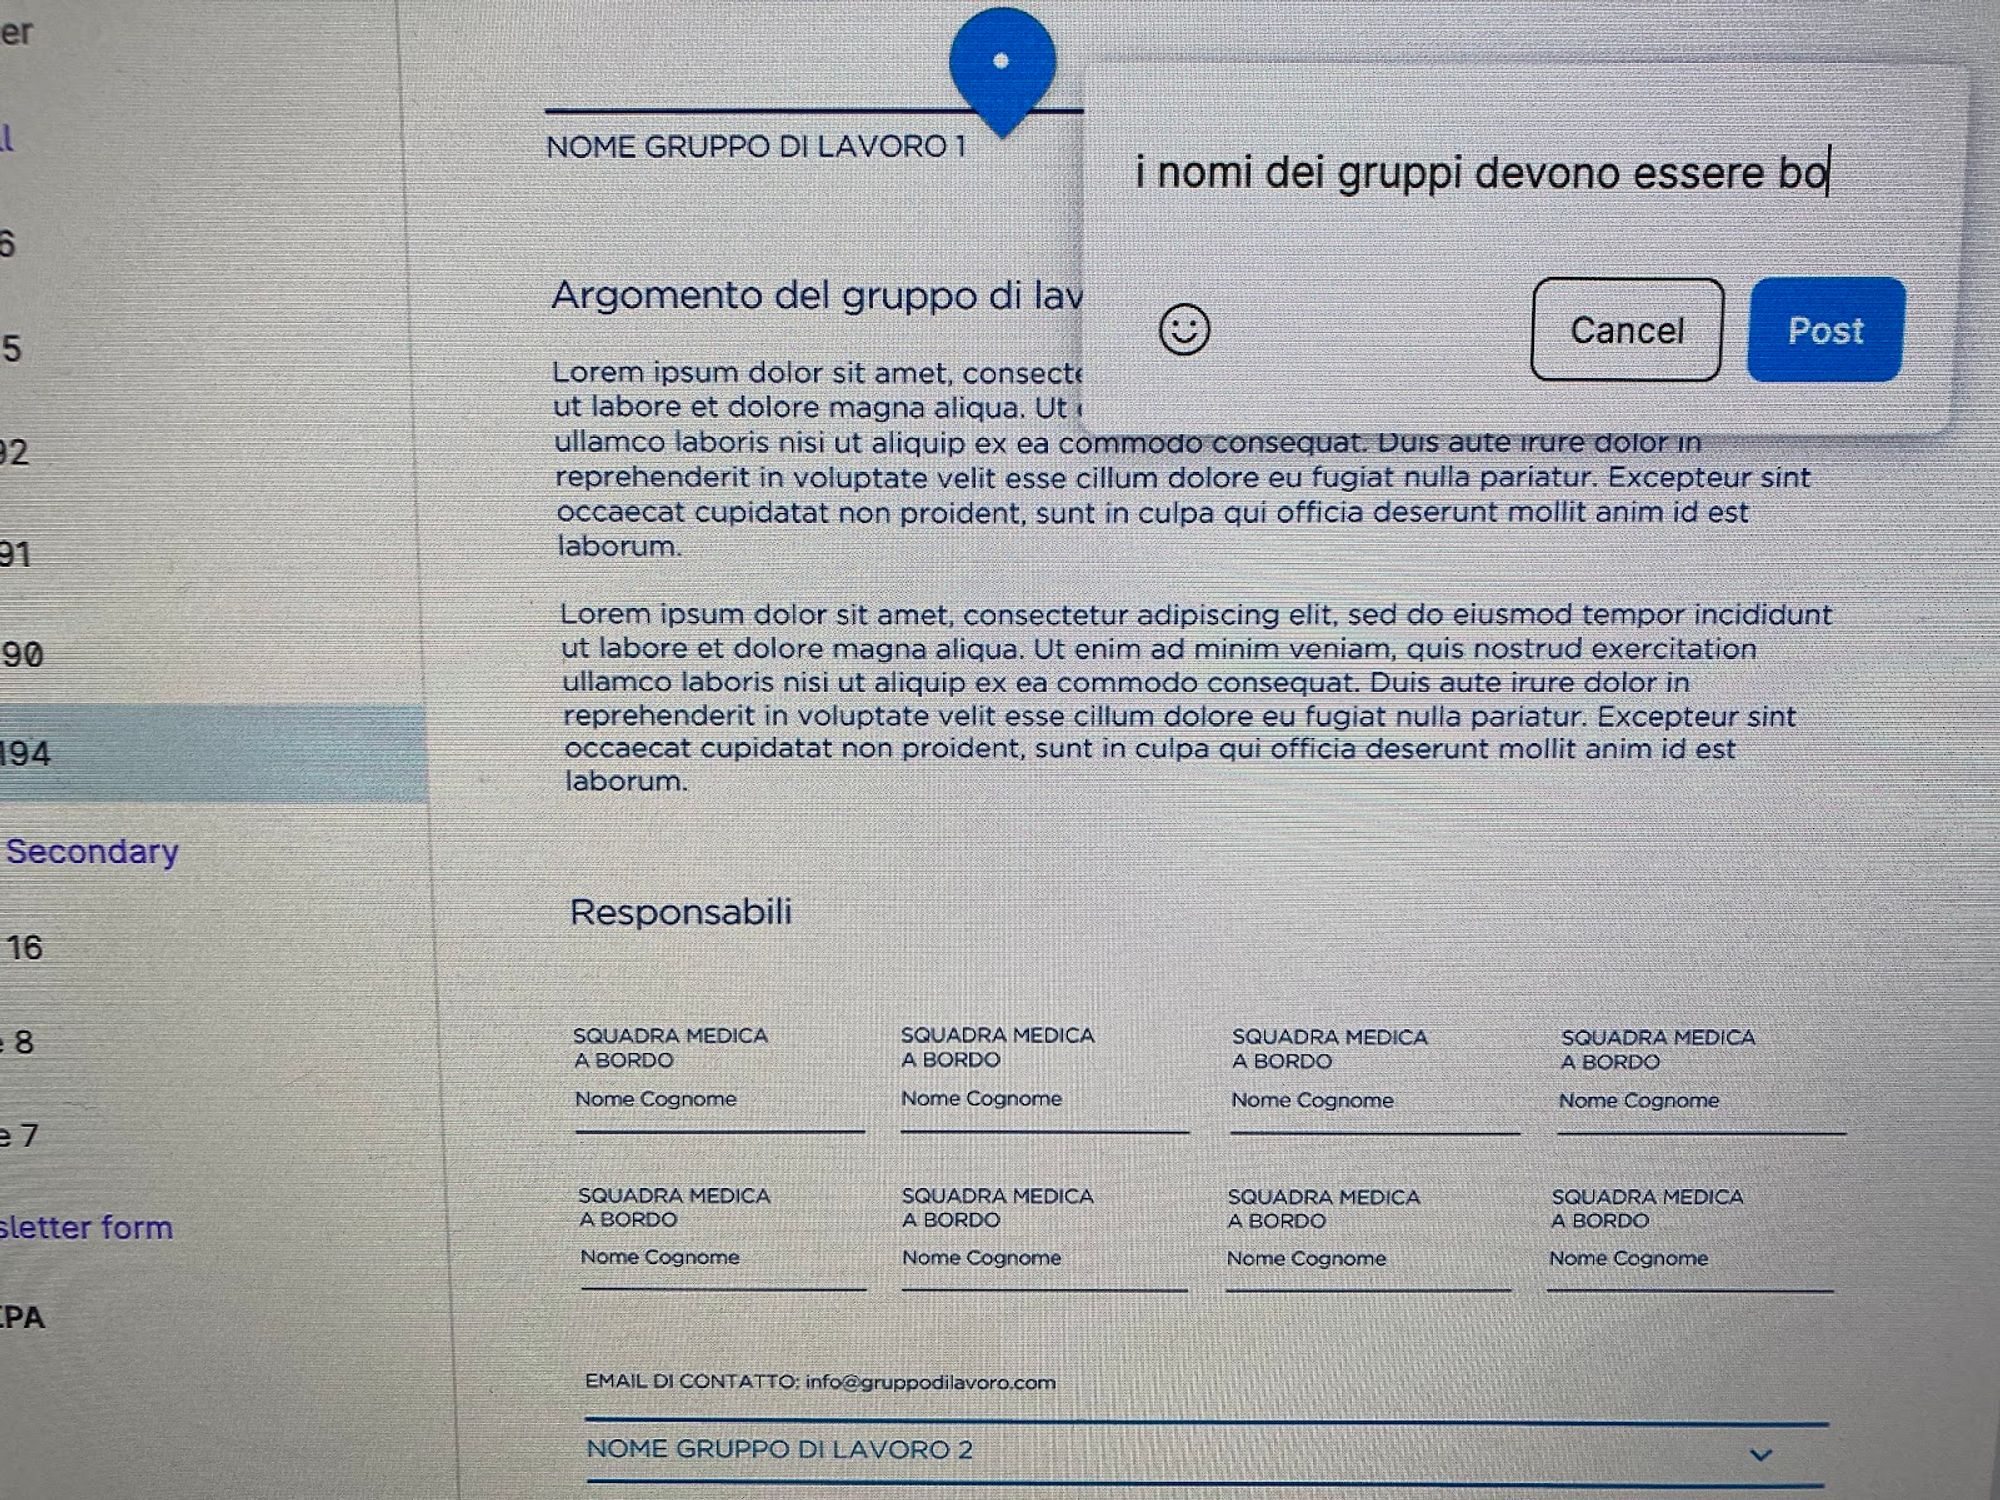 er
6
5
92
91
90
194
Secondary
16
8
e 7
sletter form
EPA
NOME GRUPPO DI LAVORO 1
i nomi dei gruppi devono essere bo
Cancel
Post
Argomento del gruppo di lav
Lorem ipsum dolor sit amet, consecte
ut labore et dolore magna aliqua. Ut
ullamco laboris nisi ut aliquip ex ea commodo consequat. Duis aute irure dolor in
reprehenderit in voluptate velit esse cillum dolore eu fugiat nulla pariatur. Excepteur sint
occaecat cupidatat non proident, sunt in culpa qui officia deserunt mollit anim id est
laborum.
Lorem ipsum dolor sit amet, consectetur adipiscing elit, sed do eiusmod tempor incididunt
ut labore et dolore magna aliqua. Ut enim ad minim veniam, quis nostrud exercitation
ullamco laboris nisi ut aliquip ex ea commodo consequat. Duis aute irure dolor in
reprehenderit in voluptate velit esse cillum dolore eu fugiat nulla pariatur. Excepteur sint
occaecat cupidatat non proident, sunt in culpa qui officia deserunt mollit anim id est
laborum.
Responsabili
SQUADRA MEDICA
A BORDO
Nome Cognome
SQUADRA MEDICA
A BORDO
Nome Cognome
SQUADRA MEDICA
A BORDO
Nome Cognome
SQUADRA MEDICA
A BORDO
Nome Cognome
SQUADRA MEDICA
A BORDO
Nome Cognome
SQUADRA MEDICA
A BORDO
Nome Cognome
SQUADRA MEDICA
A BORDO
Nome Cognome
SQUADRA MEDICA
A BORDO
Nome Cognome
EMAIL DI CONTATTO: info@gruppodilavoro.com
NOME GRUPPO DI LAVORO 2